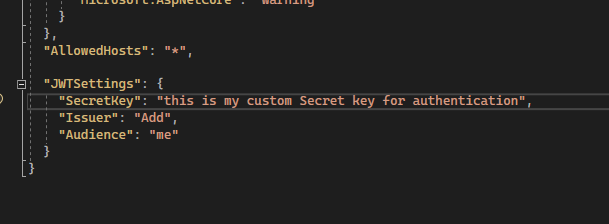 "Microsoft.AspNetCore": "Warning"
}
},
"AllowedHosts": "*",
"JWTSettings": {
"SecretKey": "this is my custom Secret key for authentication",
"Issuer": "Add",
"Audience": "me"
}
}